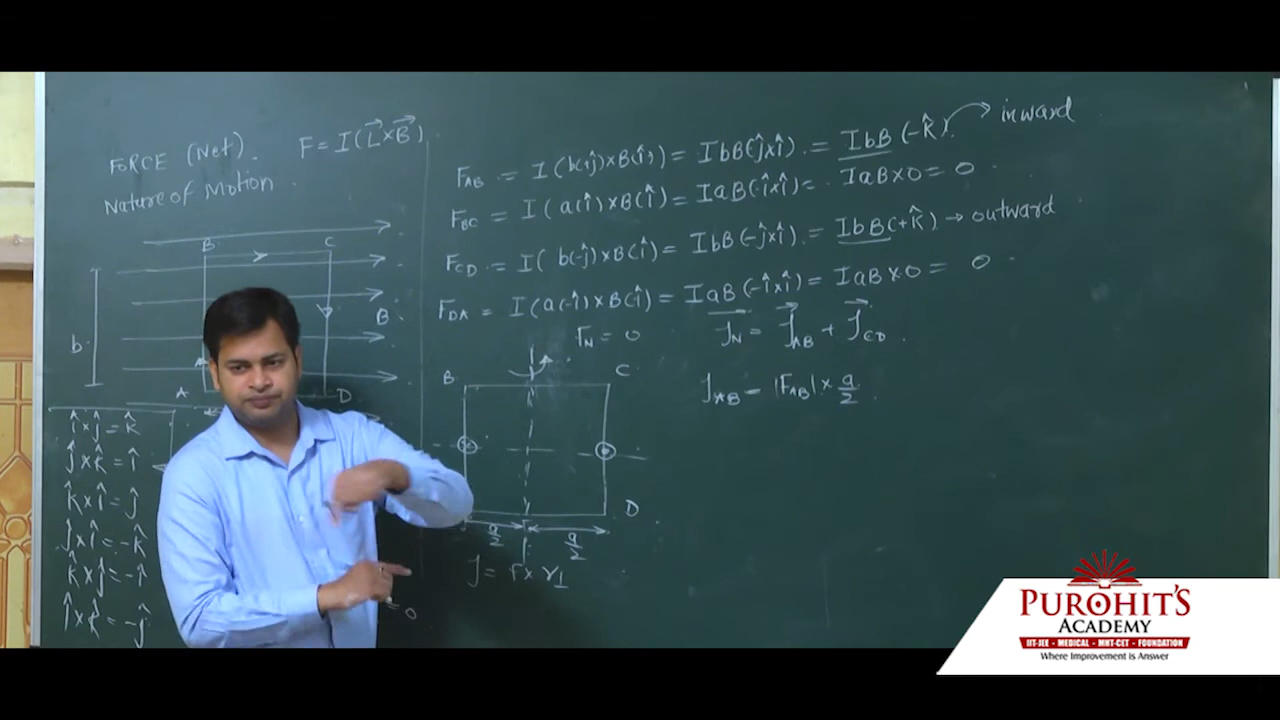 FORCE (Net).
Nature of Motion.
F = I(L⃗×B⃗)
B C
b
B
A D
î×ĵ=k̂
ĵ×k̂=î
k̂×î=ĵ
ĵ×î=-k̂
k̂×ĵ=-î
î×k̂=-ĵ
F_AB = I(b(ĵ)×B(î)) = IbB(ĵ×î) = IbB(-k̂) → inward
F_BC = I(a(î)×B(î) = IaB(î×î) = IaB×0 = 0
F_CD = I(b(-ĵ)×B(î) = IbB(-ĵ×î) = IbB(+k̂) → outward
F_DA = I(a(-î)×B(î) = IaB(-î×î) = IaB×0 = 0
F_N = 0
τ⃗_N = τ⃗_AB + τ⃗_CD
τ_AB = |F_AB| × a/2
B C
D
a/2 a/2
τ = F × r⊥
= 0
PUROHIT'S
ACADEMY
IIT-JEE - MEDICAL - MHT-CET - FOUNDATION
Where Improvement is Answer